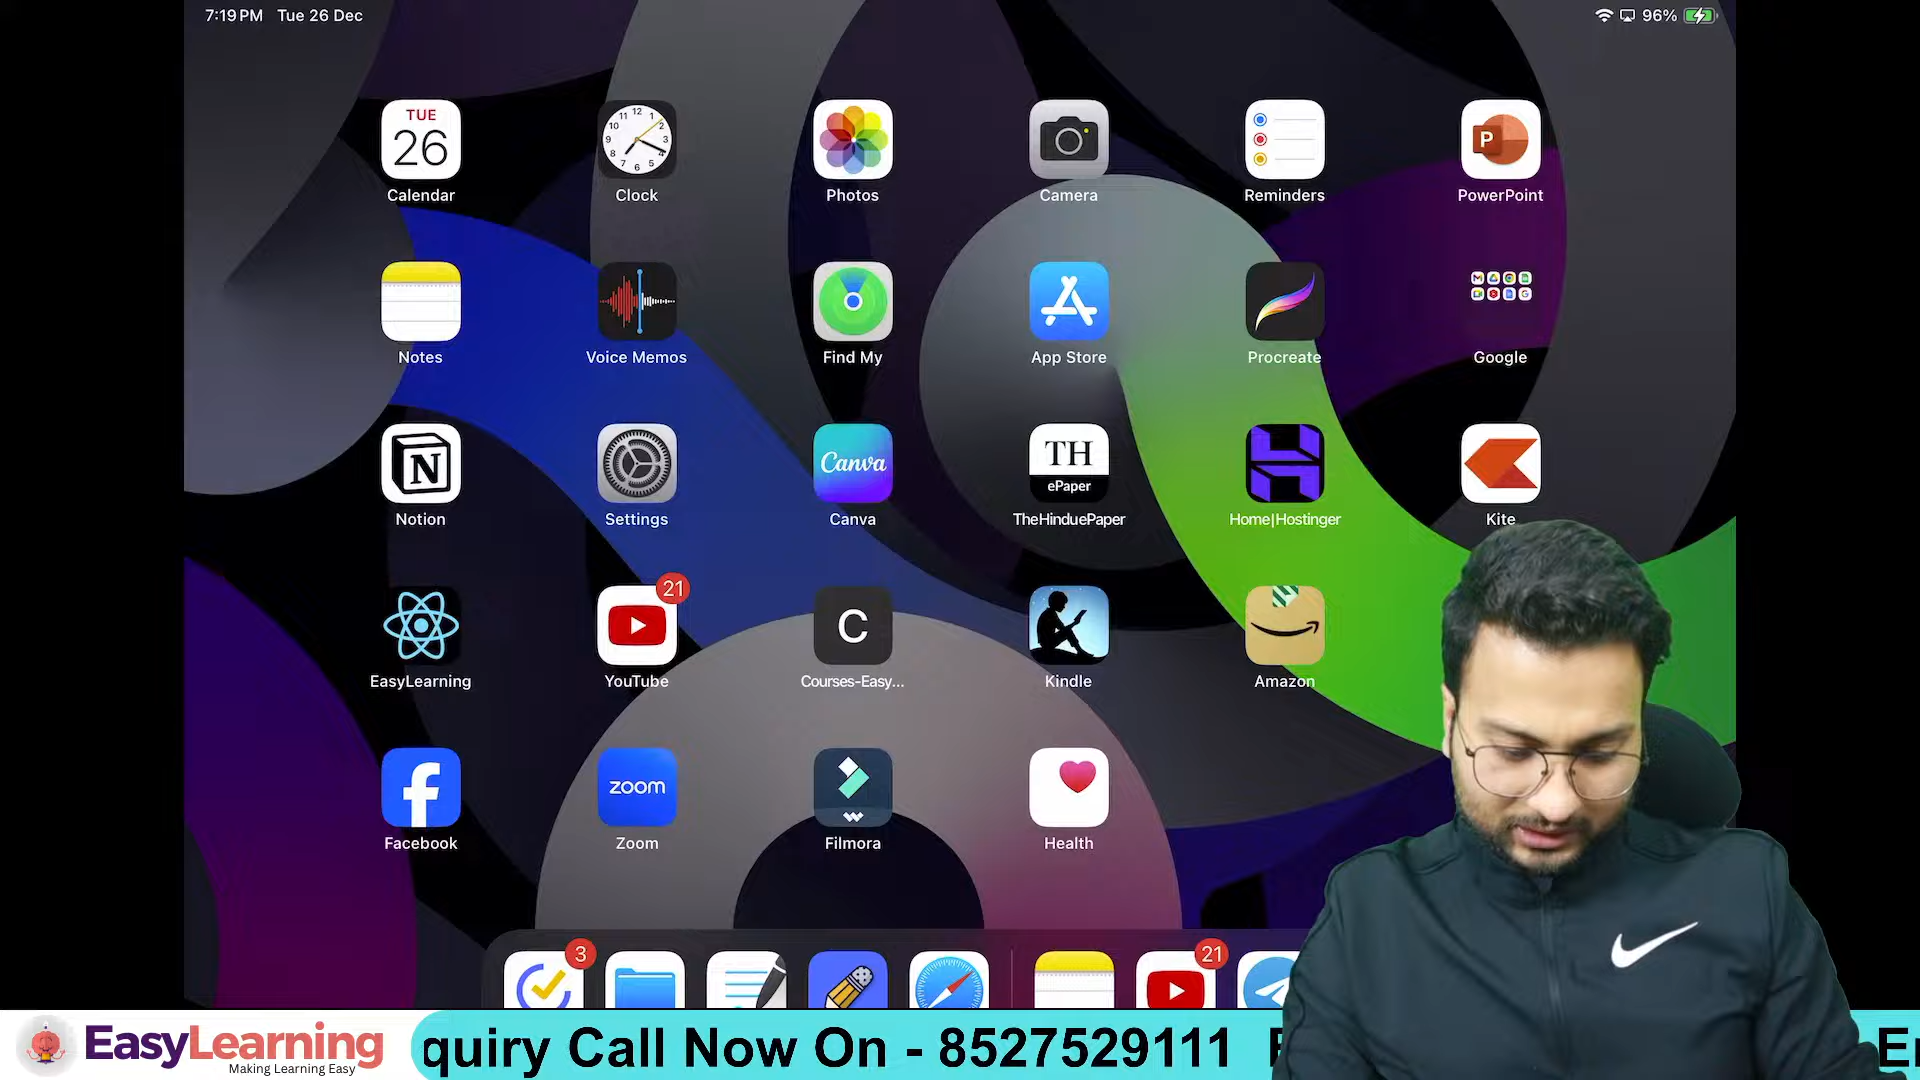 7:19 PM Tue 26 Dec 96%
TUE
26
12
P
Calendar Clock Photos Camera Reminders PowerPoint
Notes Voice Memos Find My App Store Procreate Google
N Canva TH
ePaper
Notion Settings Canva TheHinduePaper Home|Hostinger Kite
21
C
EasyLearning YouTube Courses-Easy... Kindle Amazon
f zoom
Facebook Zoom Filmora Health
3 21
EasyLearning
Making Learning Easy
quiry Call Now On - 8527529111